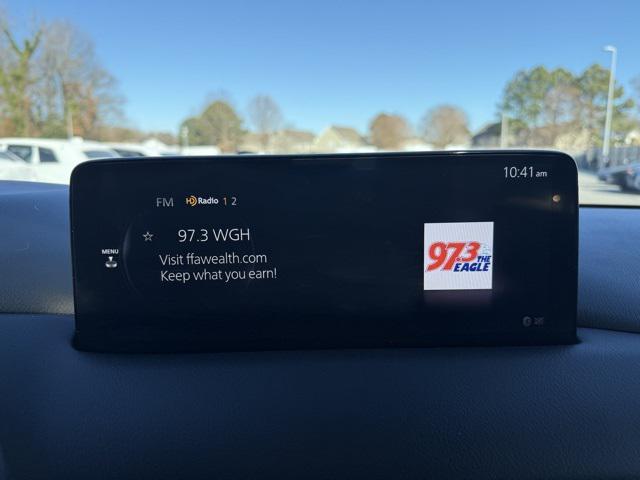 10:41 am
FM HD Radio 1 2
97.3 WGH
MENU
Visit ffawealth.com
Keep what you earn!
97.3 THE
EAGLE